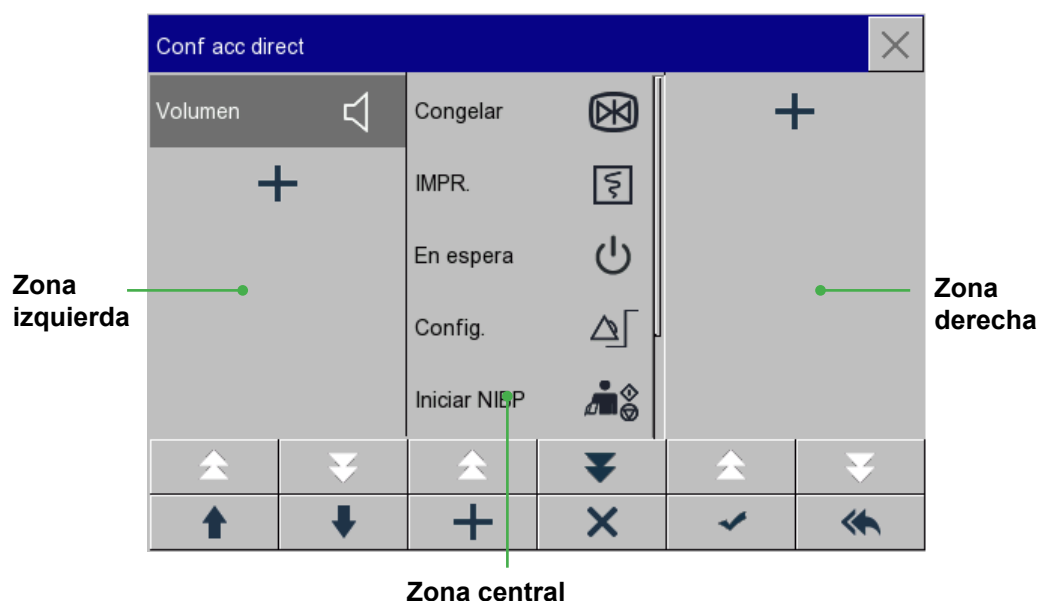 Conf acc direct
Volumen
Congelar
IMPR.
En espera
Config.
Iniciar NIBP
Zona
izquierda
Zona
derecha
Zona central